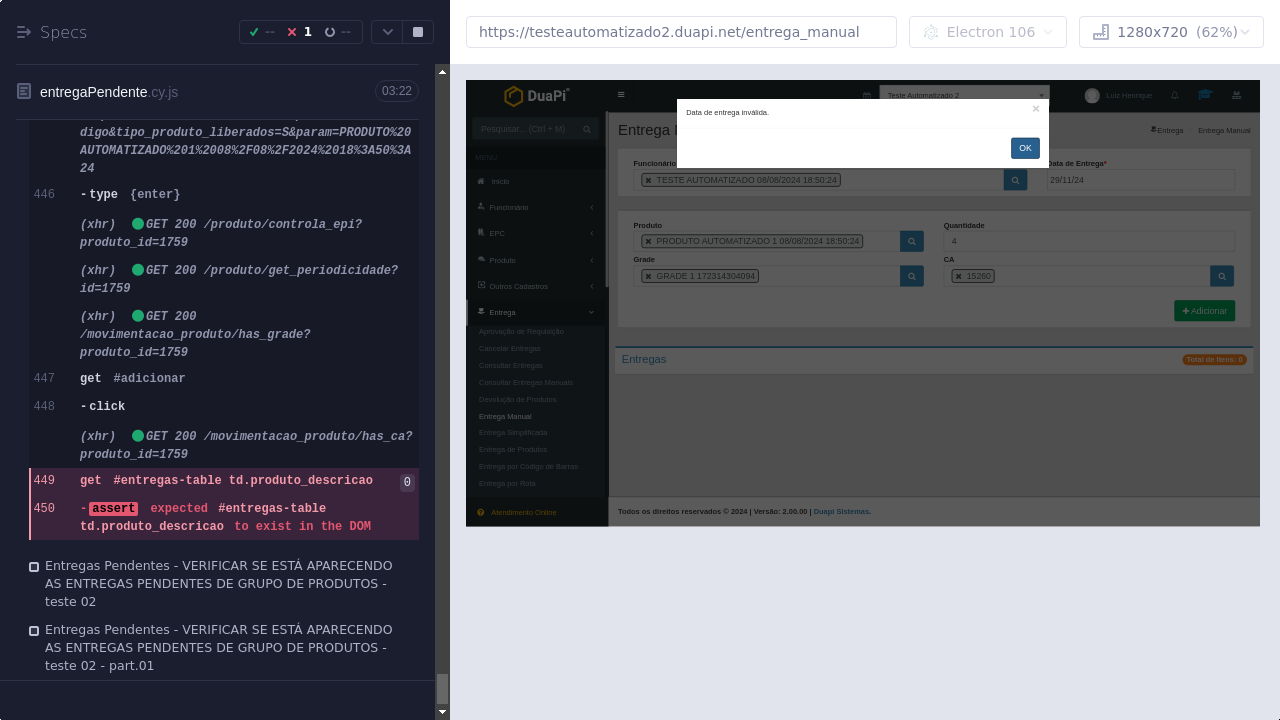 Specs
--
1
--
https://testeautomatizado2.duapi.net/entrega_manual
Electron 106
1280x720 (62%)
entregaPendente.cy.js
03:22
digo&tipo_produto_liberados=S&param=PRODUTO%20
AUTOMATIZADO%201%2008%2F08%2F2024%2018%3A50%3A
24
446 -type {enter}
(xhr) GET 200 /produto/controla_epi?
produto_id=1759
(xhr) GET 200 /produto/get_periodicidade?
id=1759
(xhr) GET 200
/movimentacao_produto/has_grade?
produto_id=1759
447 get #adicionar
448 -click
(xhr) GET 200 /movimentacao_produto/has_ca?
produto_id=1759
449 get #entregas-table td.produto_descricao 0
450 -assert expected #entregas-table
td.produto_descricao to exist in the DOM
Entregas Pendentes - VERIFICAR SE ESTÁ APARECENDO
AS ENTREGAS PENDENTES DE GRUPO DE PRODUTOS -
teste 02
Entregas Pendentes - VERIFICAR SE ESTÁ APARECENDO
AS ENTREGAS PENDENTES DE GRUPO DE PRODUTOS -
teste 02 - part.01
DuaPi
Teste Automatizado 2
Luiz Henrique
Pesquisar... (Ctrl + M)
MENU
Início
Funcionário
EPC
Produto
Outros Cadastros
Entrega
Aprovação de Requisição
Cancelar Entregas
Consultar Entregas
Consultar Entregas Manuais
Devolução de Produtos
Entrega Manual
Entrega Simplificada
Entrega de Produtos
Entrega por Código de Barras
Entrega por Rota
Atendimento Online
Data de entrega inválida.
×
OK
Entrega
Entrega Entrega Manual
Funcionário
Data de Entrega*
✖ TESTE AUTOMATIZADO 08/08/2024 18:50:24
29/11/24
Produto
Quantidade
✖ PRODUTO AUTOMATIZADO 1 08/08/2024 18:50:24
4
Grade
CA
✖ GRADE 1 172314304094
✖ 15260
Adicionar
Entregas
Total de Itens: 0
Todos os direitos reservados © 2024 | Versão: 2.00.00 | Duapi Sistemas.